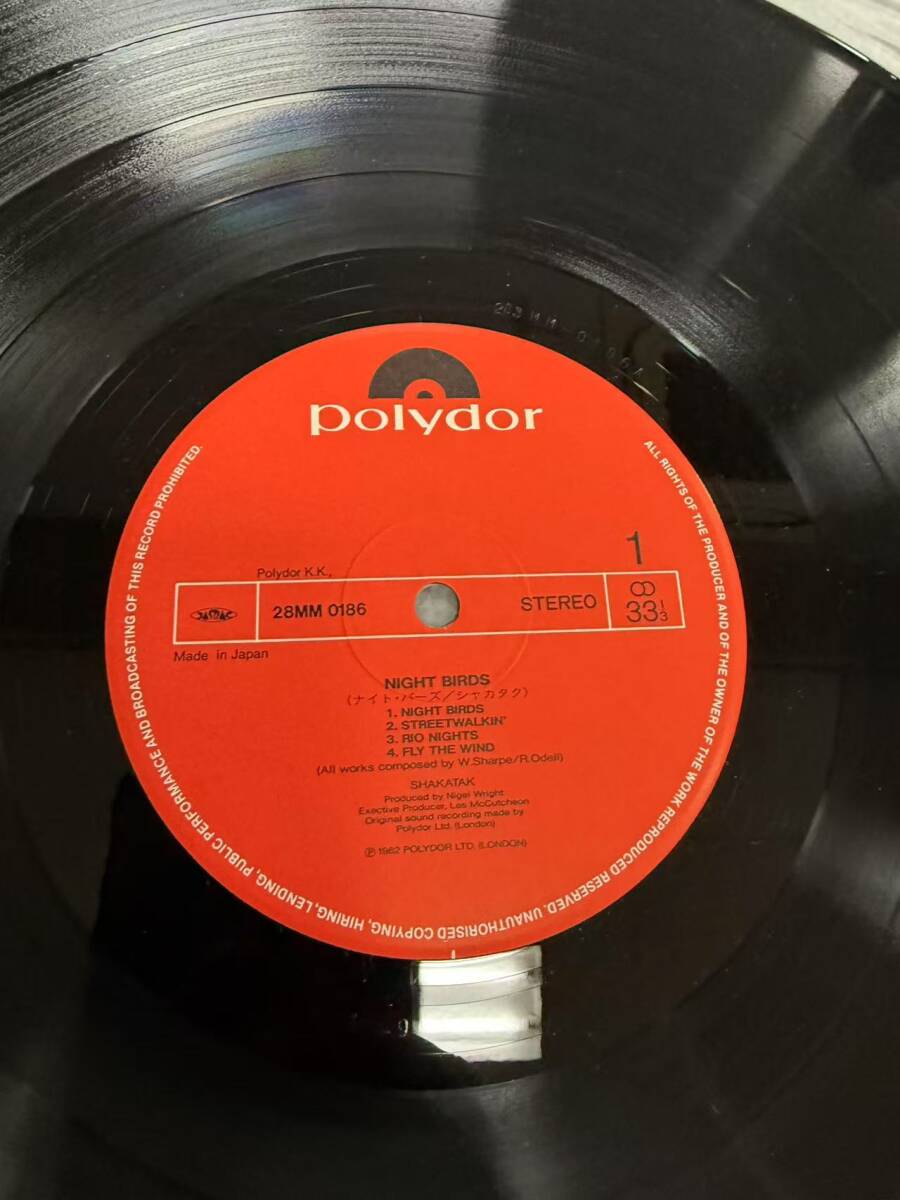 polydor
1
Polydor K.K.,
JASRAC
28MM 0186
STEREO
33 1/3
Made in Japan
NIGHT BIRDS
(ナイト・バーズ/シャカタク)
1. NIGHT BIRDS
2. STREETWALKIN'
3. RIO NIGHTS
4. FLY THE WIND
(All works composed by W.Sharpe/R.Odell)
SHAKATAK
Produced by Nigel Wright
Exective Producer, Les McCutcheon
Original sound recording made by
Polydor Ltd. (London)
Ⓟ 1982 POLYDOR LTD. (LONDON)
ALL RIGHTS OF THE PRODUCER AND OF THE OWNER OF THE WORK REPRODUCED RESERVED. UNAUTHORISED COPYING, HIRING, LENDING, PUBLIC PERFORMANCE AND BROADCASTING OF THIS RECORD PROHIBITED.